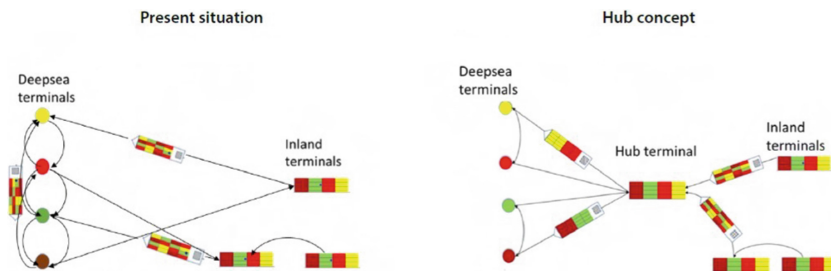 Present situation
Deepsea
terminals
Inland
terminals
Hub concept
Deepsea
terminals
Hub terminal
Inland
terminals